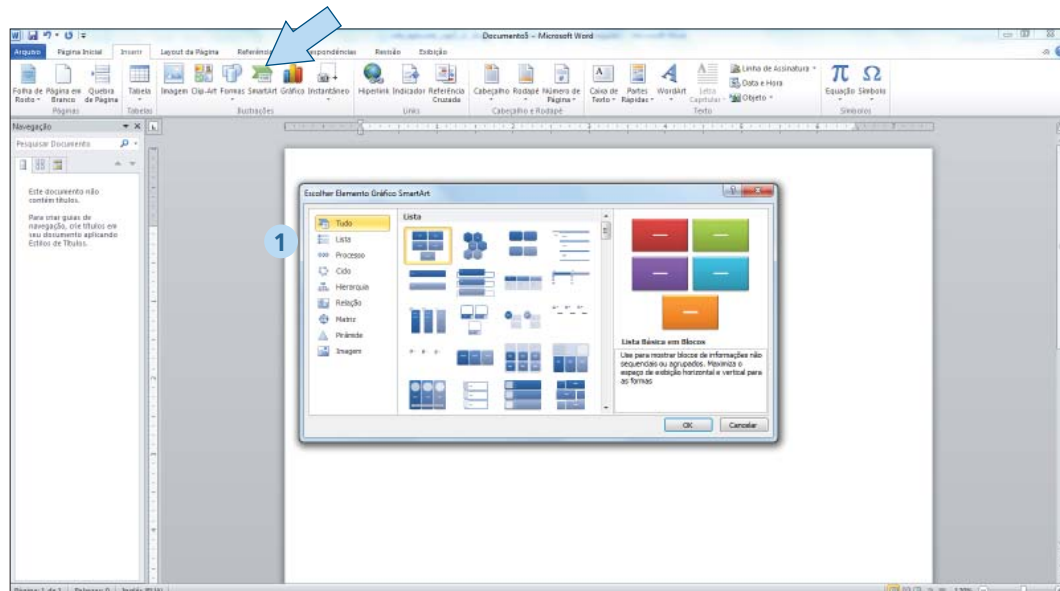 Documento5 - Microsoft Word
Arquivo Página Inicial Inserir Layout da Página Revisão Exibição
Folha de Rosto Página em Branco Quebra de Página Tabela Imagem Clip-Art Formas SmartArt Gráfico Instantâneo Hiperlink Indicador Referência Cruzada Cabeçalho Rodapé Número de Página Caixa de Texto Partes Rápidas WordArt Letra Capitular Equação Símbolo
Linha de Assinatura
Data e Hora
Objeto
Páginas Tabelas Ilustrações Links Cabeçalho e Rodapé Texto Símbolos
Navegação
Pesquisar Documento
Este documento não
contém títulos.
Para criar guias de
navegação, crie títulos em
seu documento aplicando
Estilos de Títulos.
1
Escolher Elemento Gráfico SmartArt
Tudo
Lista
Processo
Ciclo
Hierarquia
Relação
Matriz
Pirâmide
Imagem
Lista
Lista Básica em Blocos
Use para mostrar blocos de informações não
sequenciais ou agrupados. Maximiza o
espaço de exibição horizontal e vertical para
as formas
OK Cancelar